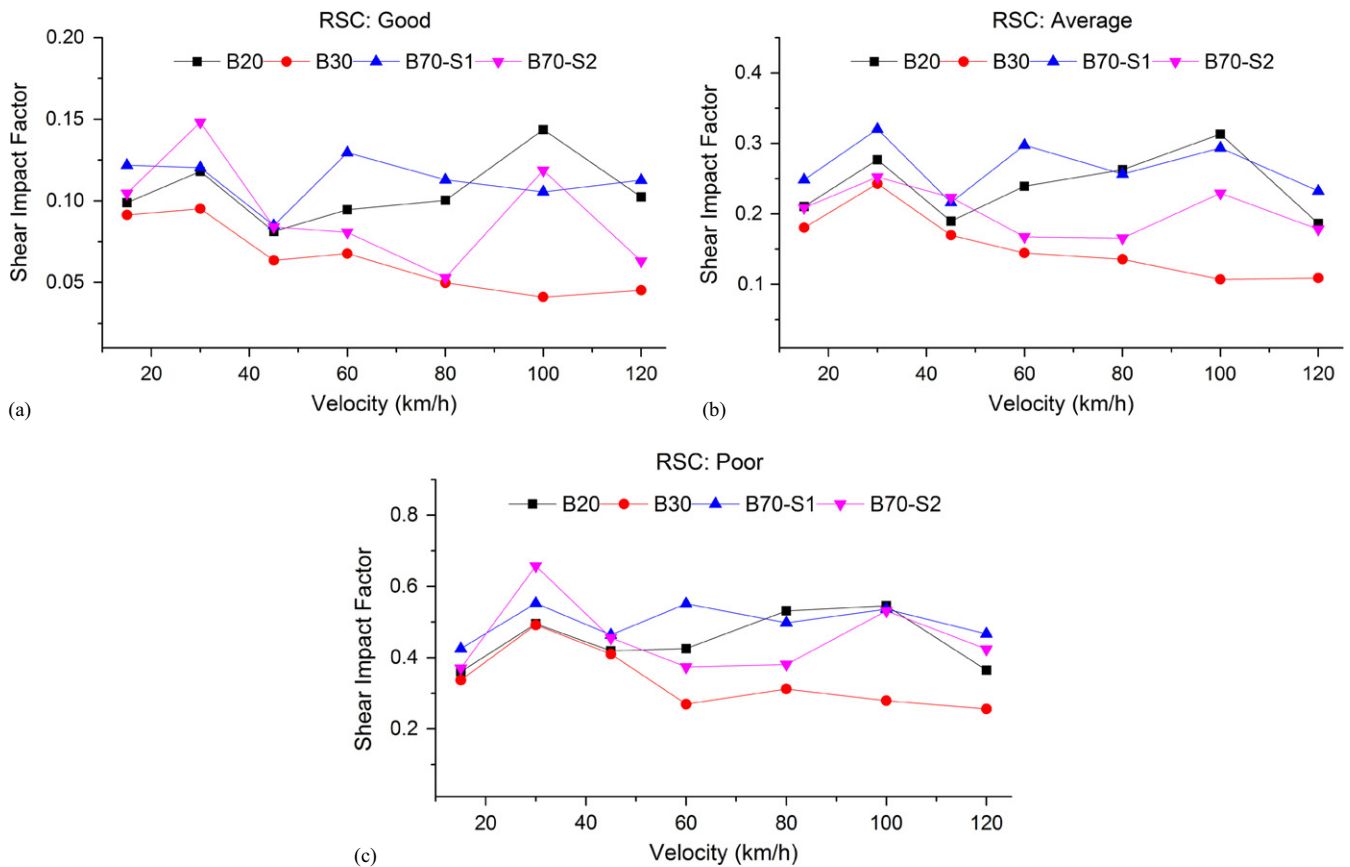 RSC: Good
0.20
0.15
0.10
0.05
Shear Impact Factor
B20 B30 B70-S1 B70-S2
20 40 60 80 100 120
Velocity (km/h)
(a)
RSC: Average
0.4
0.3
0.2
0.1
Shear Impact Factor
B20 B30 B70-S1 B70-S2
20 40 60 80 100 120
Velocity (km/h)
(b)
RSC: Poor
0.8
0.6
0.4
0.2
Shear Impact Factor
B20 B30 B70-S1 B70-S2
20 40 60 80 100 120
Velocity (km/h)
(c)